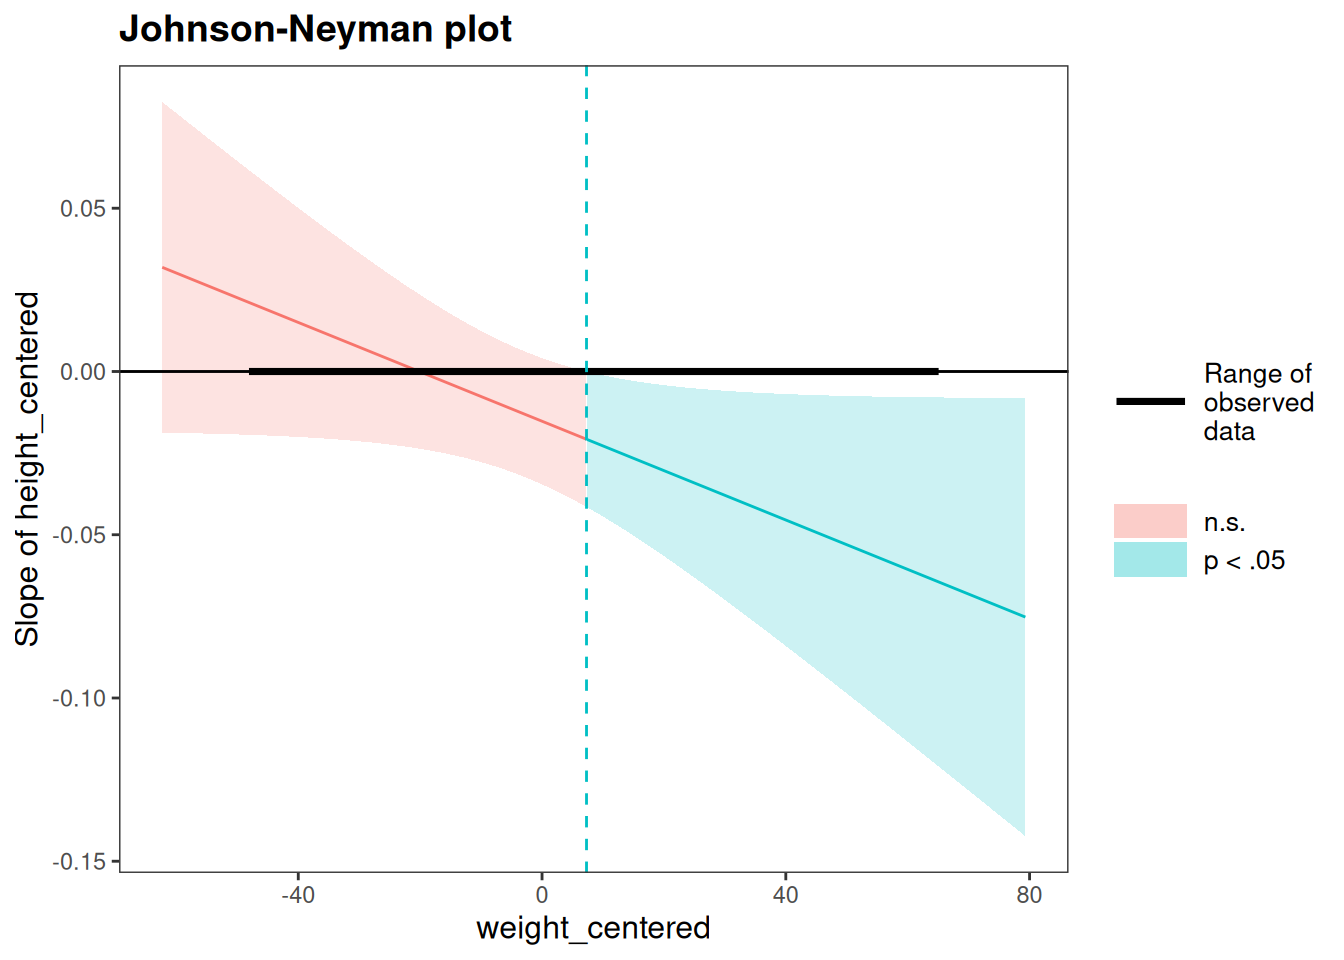 Johnson-Neyman plot
Slope of height_centered
0.05
0.00
-0.05
-0.10
-0.15
-40
0
40
80
weight_centered
Range of
observed
data
n.s.
p < .05